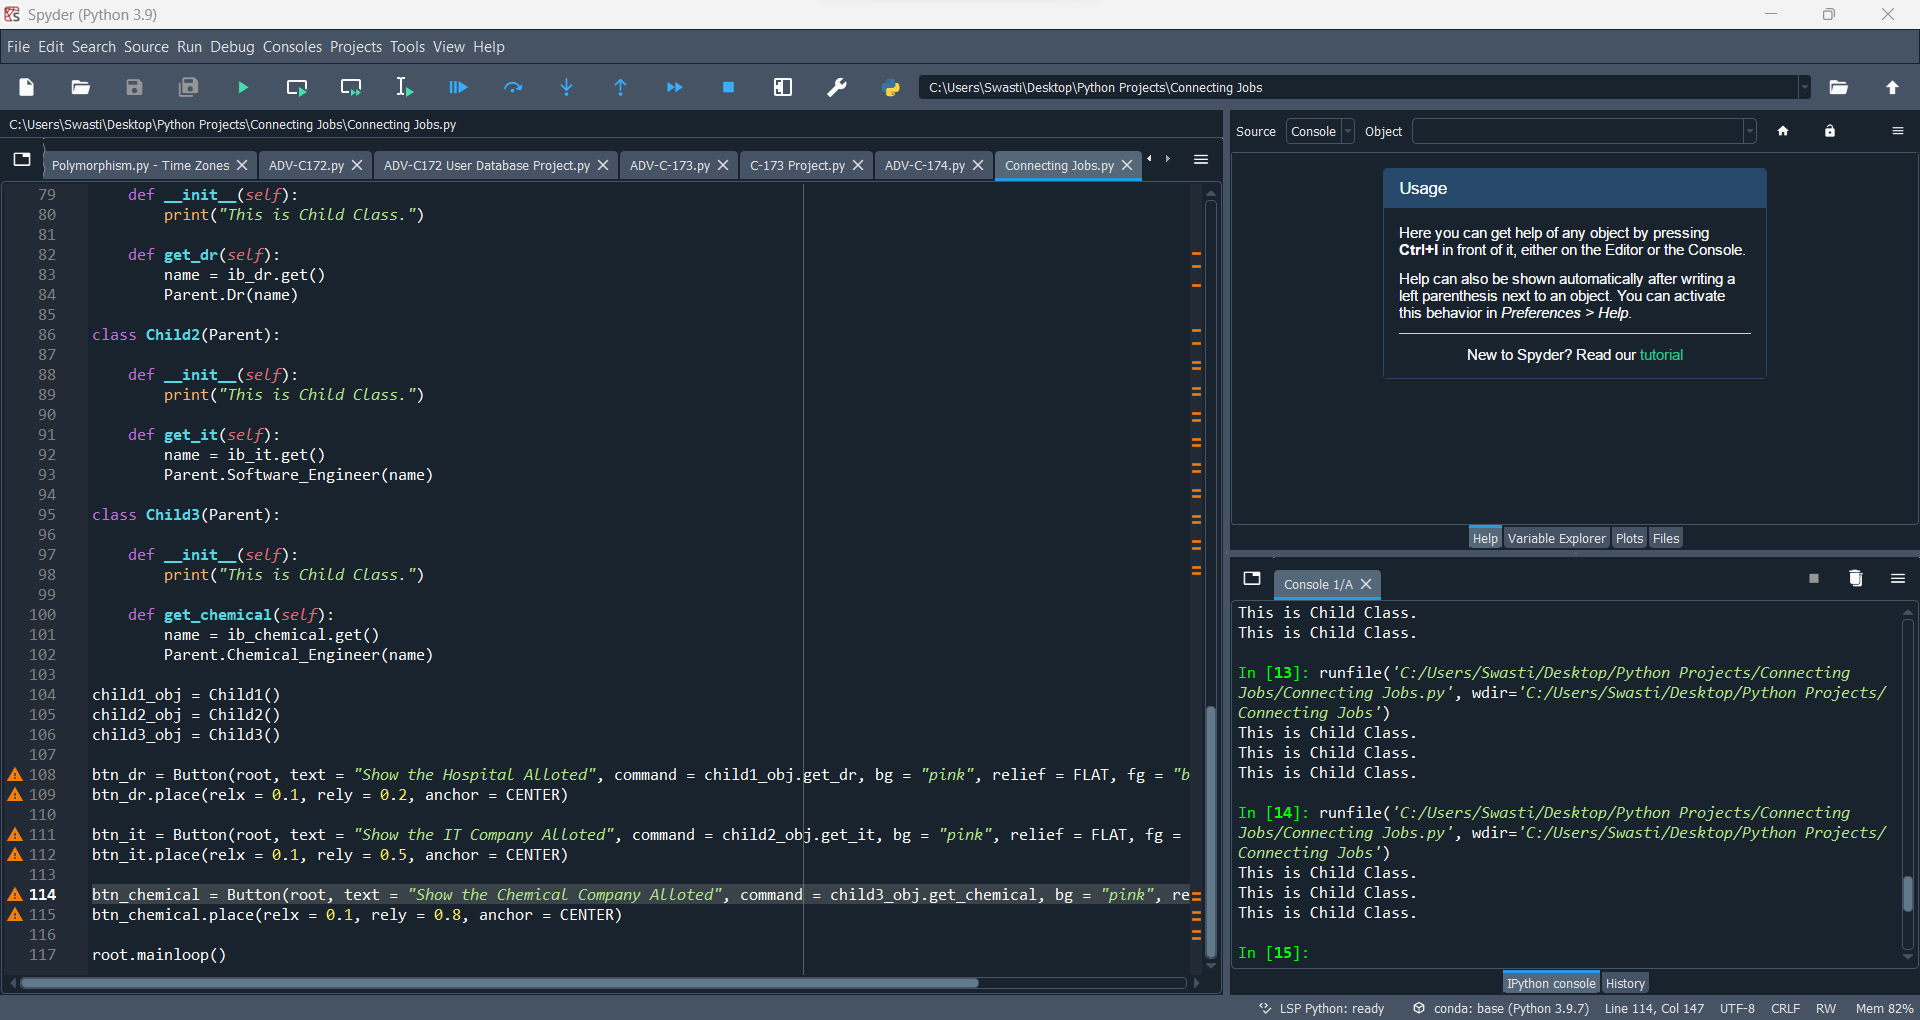 Spyder (Python 3.9)
File Edit Search Source Run Debug Consoles Projects Tools View Help
C:\Users\Swasti\Desktop\Python Projects\Connecting Jobs
C:\Users\Swasti\Desktop\Python Projects\Connecting Jobs\Connecting Jobs.py
Polymorphism.py - Time Zones
ADV-C172.py
ADV-C172 User Database Project.py
ADV-C-173.py
C-173 Project.py
ADV-C-174.py
Connecting Jobs.py
79 def __init__(self):
80 print("This is Child Class.")
81
82 def get_dr(self):
83 name = ib_dr.get()
84 Parent.Dr(name)
85
86 class Child2(Parent):
87
88 def __init__(self):
89 print("This is Child Class.")
90
91 def get_it(self):
92 name = ib_it.get()
93 Parent.Software_Engineer(name)
94
95 class Child3(Parent):
96
97 def __init__(self):
98 print("This is Child Class.")
99
100 def get_chemical(self):
101 name = ib_chemical.get()
102 Parent.Chemical_Engineer(name)
103
104 child1_obj = Child1()
105 child2_obj = Child2()
106 child3_obj = Child3()
107
108 btn_dr = Button(root, text = "Show the Hospital Alloted", command = child1_obj.get_dr, bg = "pink", relief = FLAT, fg = "b
109 btn_dr.place(relx = 0.1, rely = 0.2, anchor = CENTER)
110
111 btn_it = Button(root, text = "Show the IT Company Alloted", command = child2_obj.get_it, bg = "pink", relief = FLAT, fg =
112 btn_it.place(relx = 0.1, rely = 0.5, anchor = CENTER)
113
114 btn_chemical = Button(root, text = "Show the Chemical Company Alloted", command = child3_obj.get_chemical, bg = "pink", re
115 btn_chemical.place(relx = 0.1, rely = 0.8, anchor = CENTER)
116
117 root.mainloop()
Source Console Object
Usage
Here you can get help of any object by pressing
Ctrl+I in front of it, either on the Editor or the Console.
Help can also be shown automatically after writing a
left parenthesis next to an object. You can activate
this behavior in Preferences > Help.
New to Spyder? Read our tutorial
Help Variable Explorer Plots Files
Console 1/A
This is Child Class.
This is Child Class.
In [13]: runfile('C:/Users/Swasti/Desktop/Python Projects/Connecting
Jobs/Connecting Jobs.py', wdir='C:/Users/Swasti/Desktop/Python Projects/
Connecting Jobs')
This is Child Class.
This is Child Class.
This is Child Class.
In [14]: runfile('C:/Users/Swasti/Desktop/Python Projects/Connecting
Jobs/Connecting Jobs.py', wdir='C:/Users/Swasti/Desktop/Python Projects/
Connecting Jobs')
This is Child Class.
This is Child Class.
This is Child Class.
In [15]:
IPython console History
LSP Python: ready conda: base (Python 3.9.7) Line 114, Col 147 UTF-8 CRLF RW Mem 82%